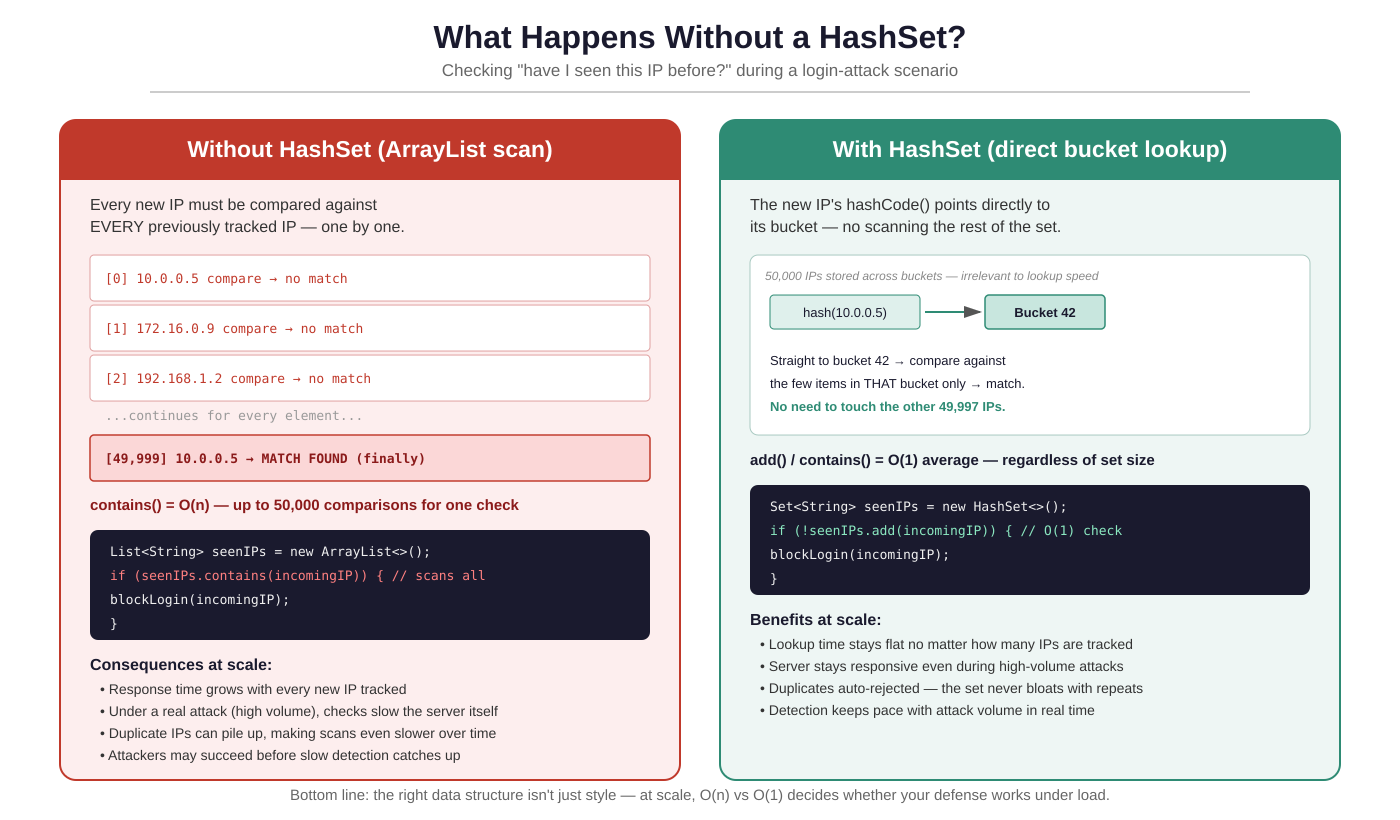 What Happens Without a HashSet?
Checking "have I seen this IP before?" during a login-attack scenario
Without HashSet (ArrayList scan)
Every new IP must be compared against
EVERY previously tracked IP — one by one.
[0] 10.0.0.5 compare → no match
[1] 172.16.0.9 compare → no match
[2] 192.168.1.2 compare → no match
...continues for every element...
[49,999] 10.0.0.5 → MATCH FOUND (finally)
contains() = O(n) — up to 50,000 comparisons for one check
List<String> seenIPs = new ArrayList<>();
if (seenIPs.contains(incomingIP)) { // scans all
blockLogin(incomingIP);
}
Consequences at scale:
• Response time grows with every new IP tracked
• Under a real attack (high volume), checks slow the server itself
• Duplicate IPs can pile up, making scans even slower over time
• Attackers may succeed before slow detection catches up
With HashSet (direct bucket lookup)
The new IP's hashCode() points directly to
its bucket — no scanning the rest of the set.
50,000 IPs stored across buckets — irrelevant to lookup speed
hash(10.0.0.5)
Bucket 42
Straight to bucket 42 → compare against
the few items in THAT bucket only → match.
No need to touch the other 49,997 IPs.
add() / contains() = O(1) average — regardless of set size
Set<String> seenIPs = new HashSet<>();
if (!seenIPs.add(incomingIP)) { // O(1) check
blockLogin(incomingIP);
}
Benefits at scale:
• Lookup time stays flat no matter how many IPs are tracked
• Server stays responsive even during high-volume attacks
• Duplicates auto-rejected — the set never bloats with repeats
• Detection keeps pace with attack volume in real time
Bottom line: the right data structure isn't just style — at scale, O(n) vs O(1) decides whether your defense works under load.